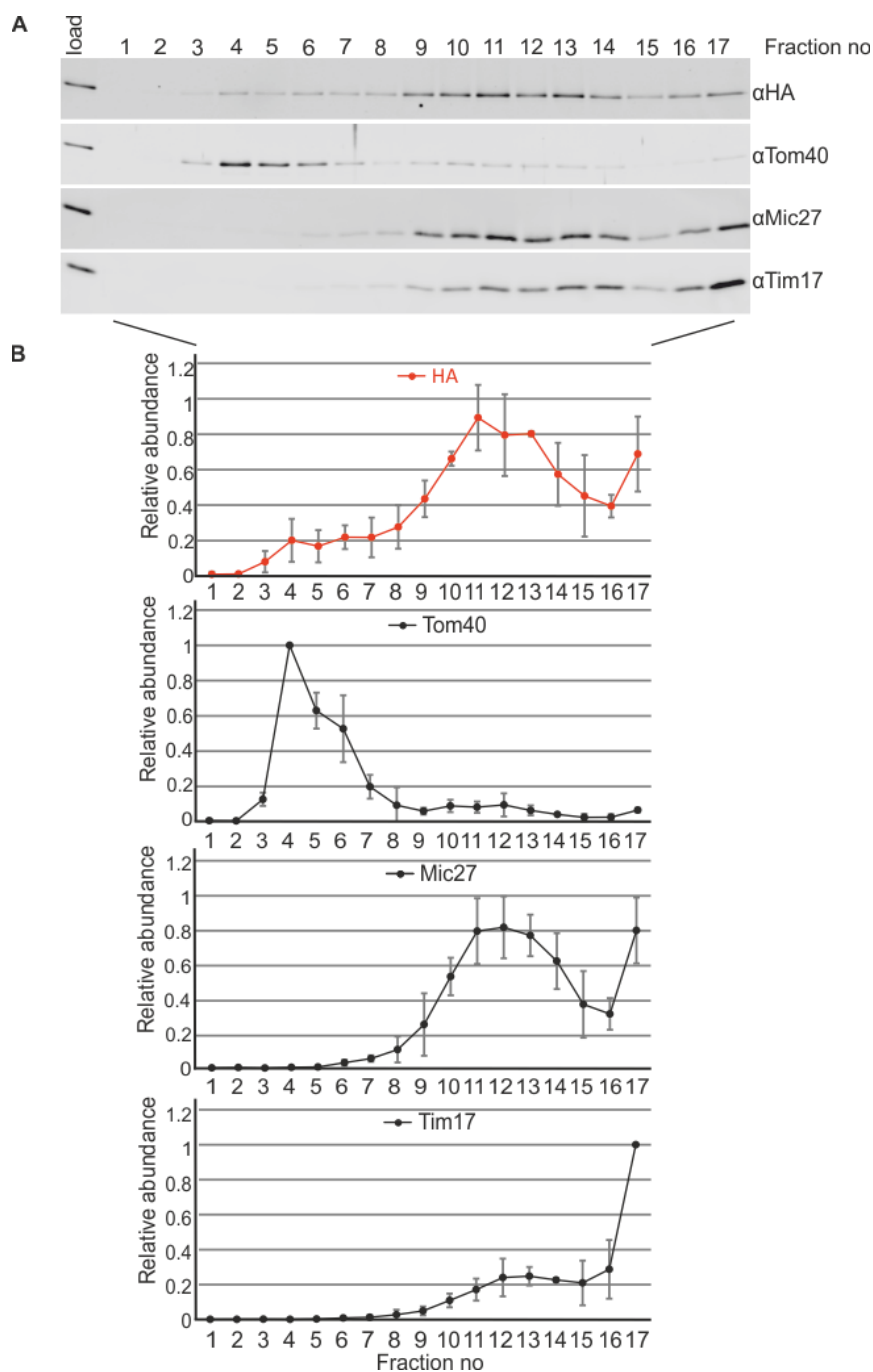 A
load 1 2 3 4 5 6 7 8 9 10 11 12 13 14 15 16 17 Fraction no
αHA
αTom40
αMic27
αTim17
B
Relative abundance
1.2
1
0.8
0.6
0.4
0.2
0
HA
1 2 3 4 5 6 7 8 9 10 11 12 13 14 15 16 17
Relative abundance
1.2
1
0.8
0.6
0.4
0.2
0
Tom40
1 2 3 4 5 6 7 8 9 10 11 12 13 14 15 16 17
Relative abundance
1.2
1
0.8
0.6
0.4
0.2
0
Mic27
1 2 3 4 5 6 7 8 9 10 11 12 13 14 15 16 17
Relative abundance
1.2
1
0.8
0.6
0.4
0.2
0
Tim17
1 2 3 4 5 6 7 8 9 10 11 12 13 14 15 16 17
Fraction no